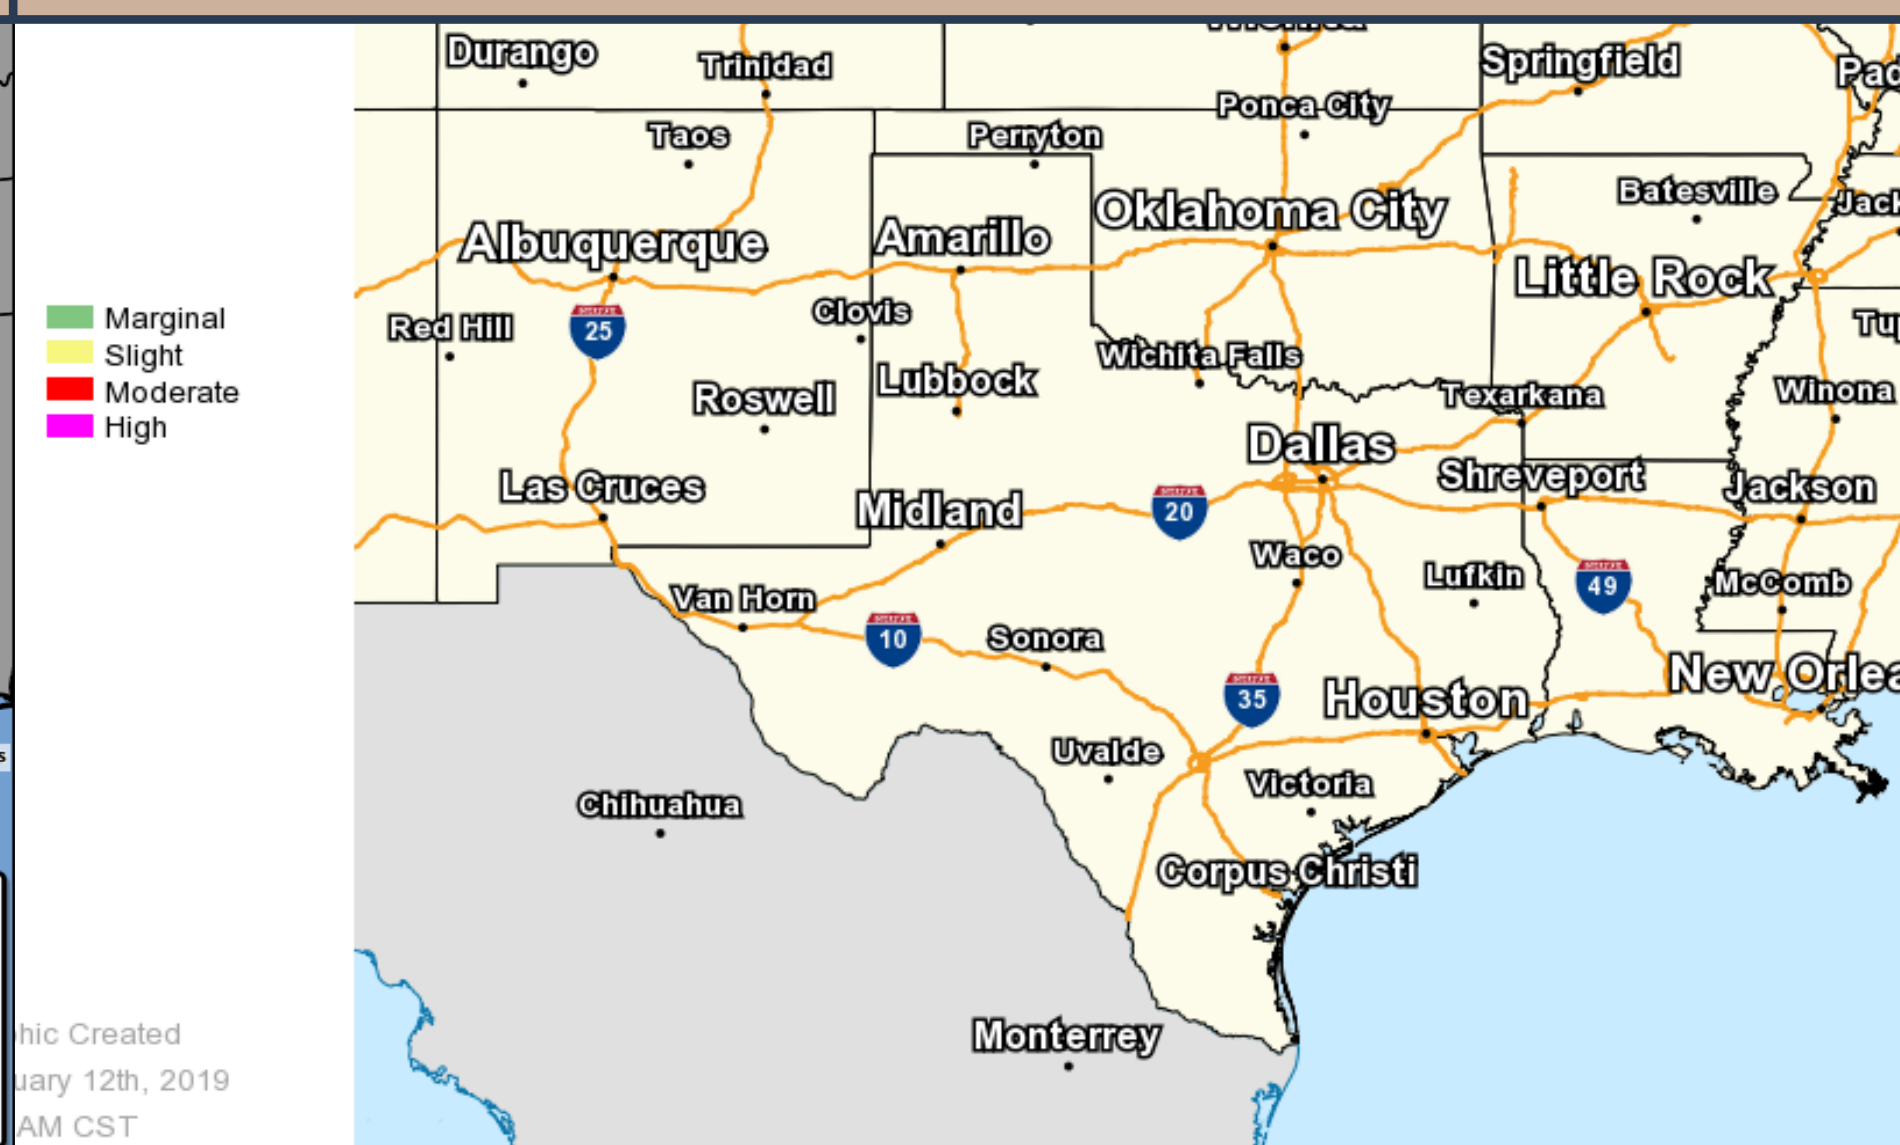 Durango
Trinidad
Springfield
Ponca City
Taos
Perryton
Batesville
Oklahoma City
Albuquerque
Amarillo
Little Rock
Marginal
Slight
Moderate
High
Red Hill
25
Clovis
Wichita Falls
Lubbock
Roswell
Texarkana
Winona
Dallas
Shreveport
Las Cruces
Midland
20
Jackson
Waco
Lufkin
49
McComb
Van Horn
10
Sonora
35
Houston
New Orlea
Uvalde
Victoria
Chihuahua
Corpus Christi
Monterrey
hic Created
uary 12th, 2019
AM CST